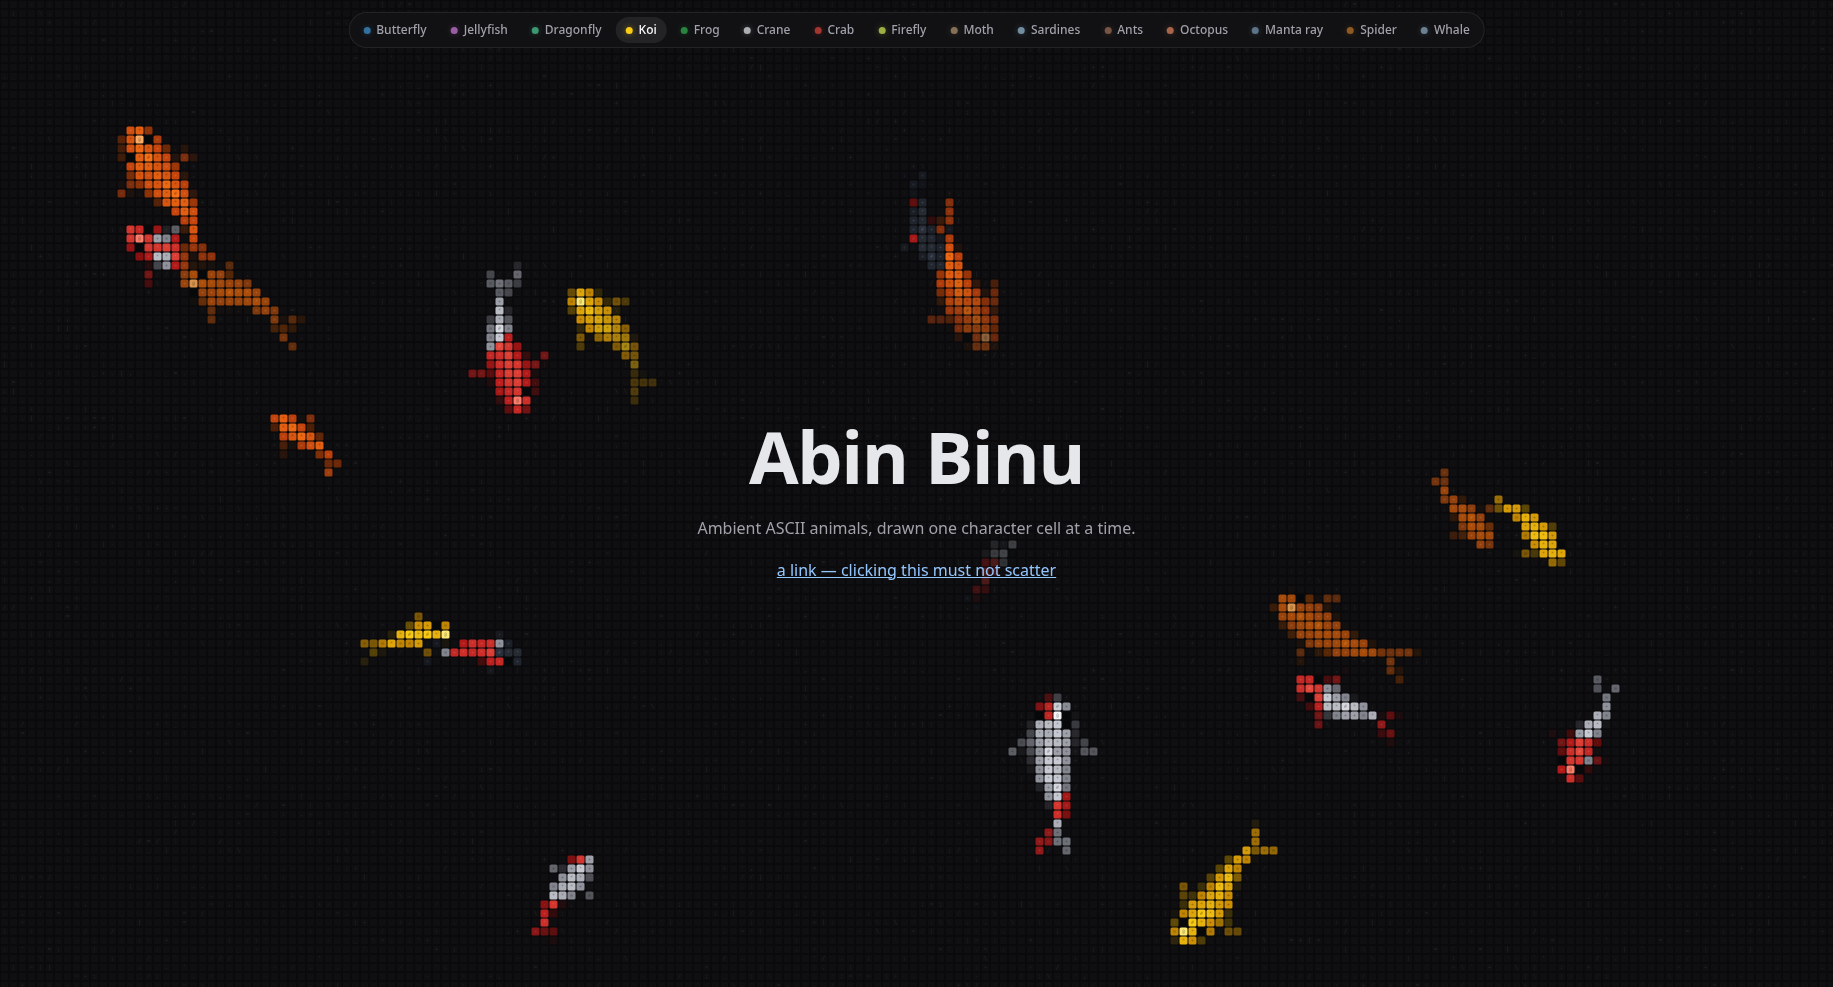 Butterfly Jellyfish Dragonfly Koi Frog Crane Crab Firefly Moth Sardines Ants Octopus Manta ray Spider Whale
Abin Binu
Ambient ASCII animals, drawn one character cell at a time.
a link — clicking this must not scatter